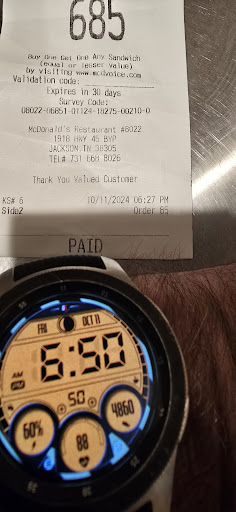 685
Buy One Get One Any Sandwich
(equal or lesser value)
by visiting www.mcdvoice.com
Validation code:
Expires in 30 days
Survey Code:
08022-06851-01124-18275-00210-0
McDonald's Restaurant #8022
1918 HWY 45 BYP
JACKSON, TN 38305
TEL# 731 668 8026
Thank You Valued Customer
KS# 6 10/11/2024 06:27 PM
Side2 Order 85
PAID
FRI OCT 11
AM
PM
6:50
50
60% 88 4860